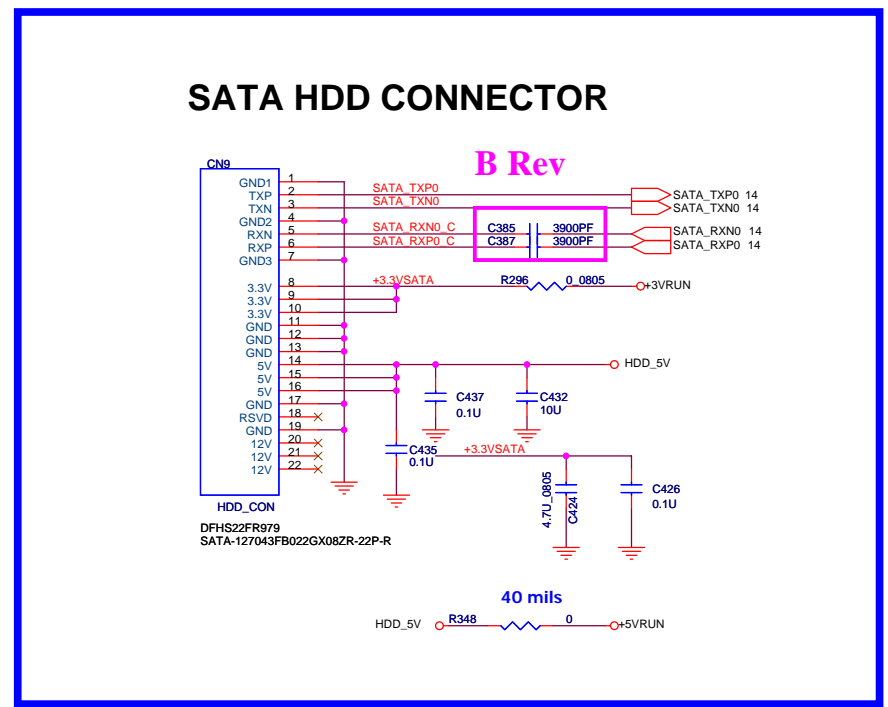 SATA HDD CONNECTOR
B Rev
CN9
GND1 1
TXP 2 SATA_TXP0 SATA_TXP0 14
TXN 3 SATA_TXN0 SATA_TXN0 14
GND2 4
RXN 5 SATA_RXN0_C C385 3900PF SATA_RXN0 14
RXP 6 SATA_RXP0_C C387 3900PF SATA_RXP0 14
GND3 7
3.3V 8 +3.3VSATA R296 0_0805 +3VRUN
3.3V 9
3.3V 10
GND 11
GND 12
GND 13
5V 14 HDD_5V
5V 15
5V 16
GND 17
RSVD 18
GND 19
12V 20
12V 21
12V 22
C437
0.1U
C432
10U
C435
0.1U
+3.3VSATA
4.7U_0805
C424
C426
0.1U
HDD_CON
DFHS22FR979
SATA-127043FB022GX08ZR-22P-R
40 mils
HDD_5V R348 0 +5VRUN